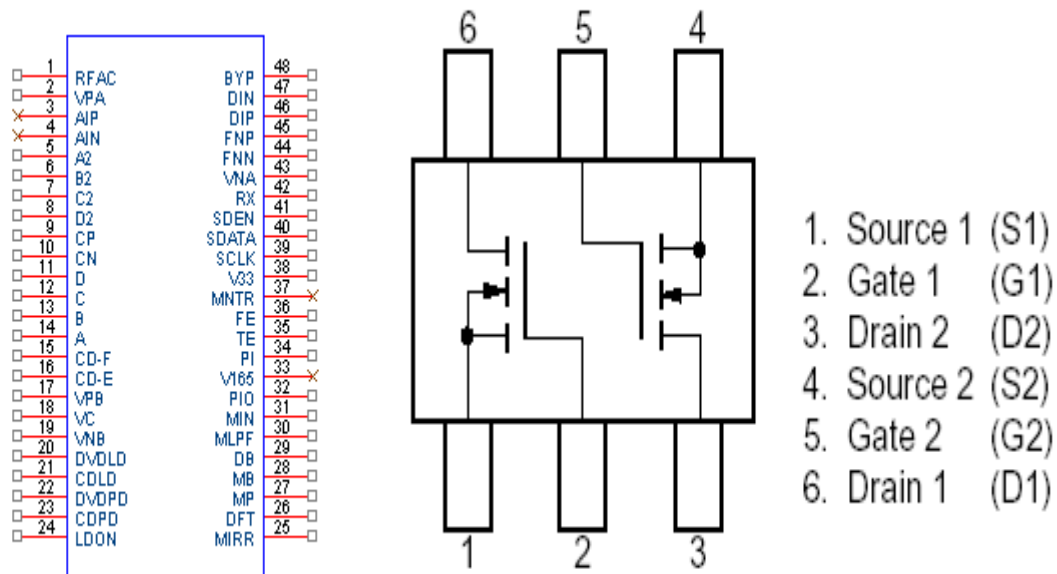 1 RFAC BYP 48
2 VPA DIN 47
3 AIP DIP 46
4 AIN FNP 45
5 A2 FNN 44
6 B2 VNA 43
7 C2 RX 42
8 D2 SDEN 41
9 CP SDATA 40
10 CN SCLK 39
11 D V33 38
12 C MNTR 37
13 B FE 36
14 A TE 35
15 CD-F PI 34
16 CD-E V165 33
17 VPB PIO 32
18 VC MIN 31
19 VNB MLPF 30
20 DVDLD DB 29
21 CDLD MB 28
22 DVDPD MP 27
23 CDPD DFT 26
24 LDON MIRR 25
6 5 4
1 2 3
1. Source 1 (S1)
2. Gate 1 (G1)
3. Drain 2 (D2)
4. Source 2 (S2)
5. Gate 2 (G2)
6. Drain 1 (D1)